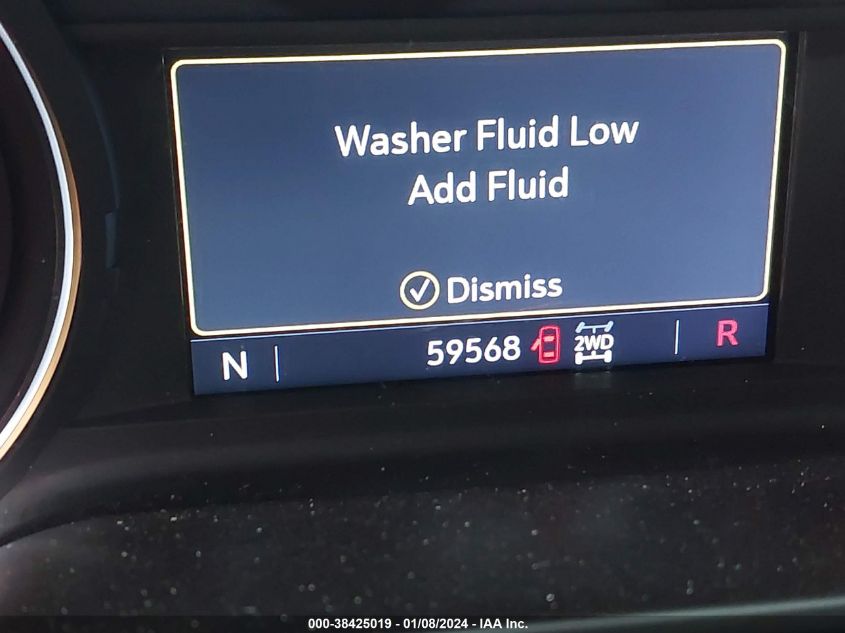 Washer Fluid Low
Add Fluid
Dismiss
N 59568 2WD R
000-38425019 - 01/08/2024 - IAA Inc.